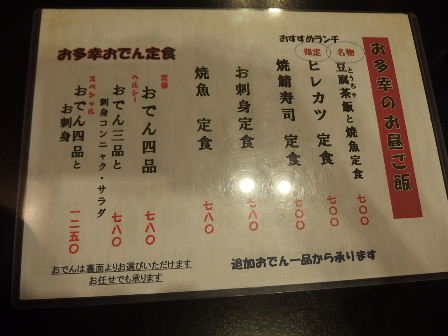 お多幸のお昼ご飯
おすすめランチ
名物
とうちゃ
豆腐茶飯と焼魚定食 七〇〇
限定
ヒレカツ 定食 七〇〇
焼鯖寿司 定食 七〇〇
お刺身定食 七八〇
焼魚 定食 七八〇
お多幸おでん定食
定番
おでん四品 七八〇
ヘルシー
おでん三品と
刺身コンニャク・サラダ 七八〇
スペシャル
おでん四品と
お刺身 一二五〇
追加おでん一品から承ります
おでんは裏面よりお選びいただけます
お任せでも承ります